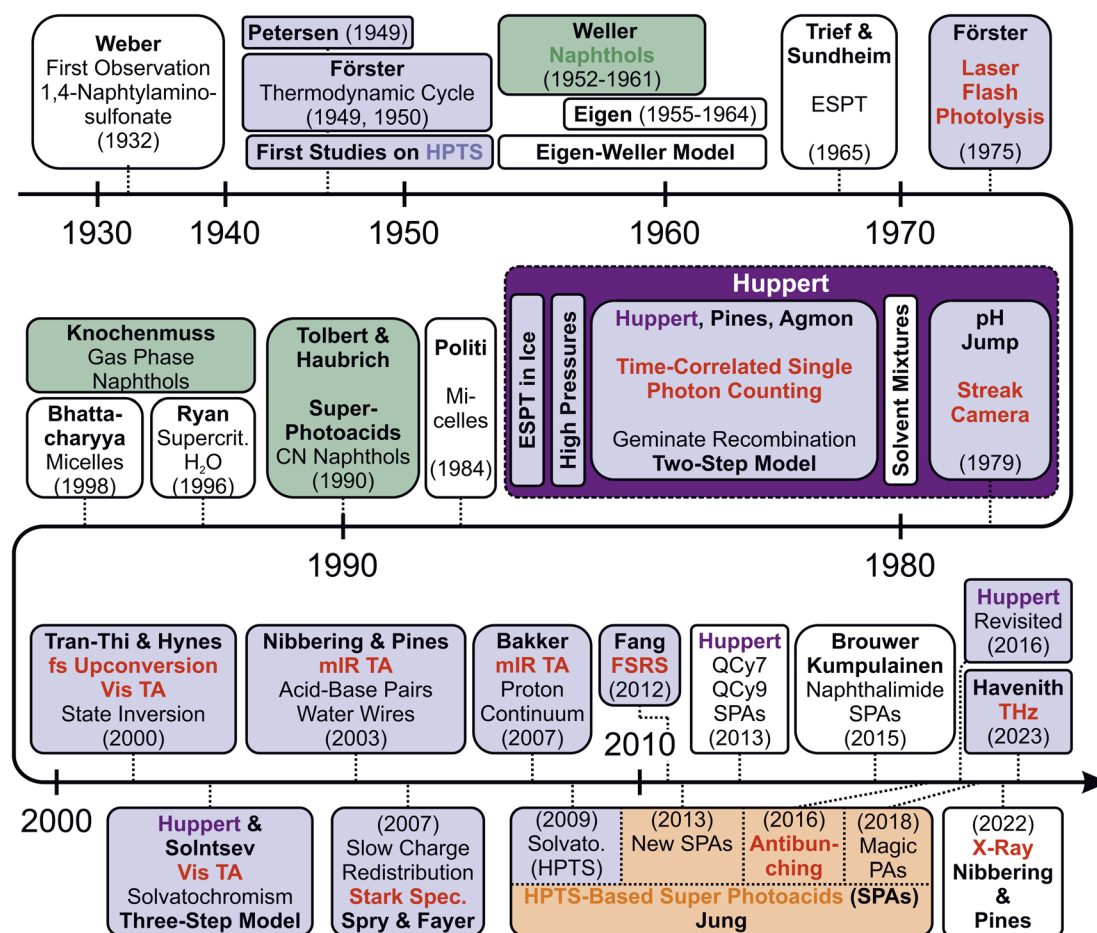 Weber
First Observation
1,4-Naphtylamino-
sulfonate
(1932)
Petersen (1949)
Förster
Thermodynamic Cycle
(1949, 1950)
First Studies on HPTS
Weller
Naphthols
(1952-1961)
Eigen (1955-1964)
Eigen-Weller Model
Trief &
Sundheim
ESPT
(1965)
Förster
Laser
Flash
Photolysis
(1975)
1930
1940
1950
1960
1970
Knochenmuss
Gas Phase
Naphthols
Bhatta-
charyya
Micelles
(1998)
Ryan
Supercrit.
H2O
(1996)
Tolbert &
Haubrich
Super-
Photoacids
CN Naphthols
(1990)
Politi
Mi-
celles
(1984)
Huppert
ESPT in Ice
High Pressures
Huppert, Pines, Agmon
Time-Correlated Single
Photon Counting
Geminate Recombination
Two-Step Model
Solvent Mixtures
pH
Jump
Streak
Camera
(1979)
1990
1980
Tran-Thi & Hynes
fs Upconversion
Vis TA
State Inversion
(2000)
Nibbering & Pines
mIR TA
Acid-Base Pairs
Water Wires
(2003)
Bakker
mIR TA
Proton
Continuum
(2007)
Fang
FSRS
(2012)
Huppert
QCy7
QCy9
SPAs
(2013)
Brouwer
Kumpulainen
Naphthalimide
SPAs
(2015)
Huppert
Revisited
(2016)
Havenith
THz
(2023)
2000
2010
Huppert &
Solntsev
Vis TA
Solvatochromism
Three-Step Model
(2007)
Slow Charge
Redistribution
Stark Spec.
Spry & Fayer
(2009)
Solvato.
(HPTS)
(2013)
New SPAs
(2016)
Antibun-
ching
(2018)
Magic
PAs
HPTS-Based Super Photoacids (SPAs)
Jung
(2022)
X-Ray
Nibbering
&
Pines